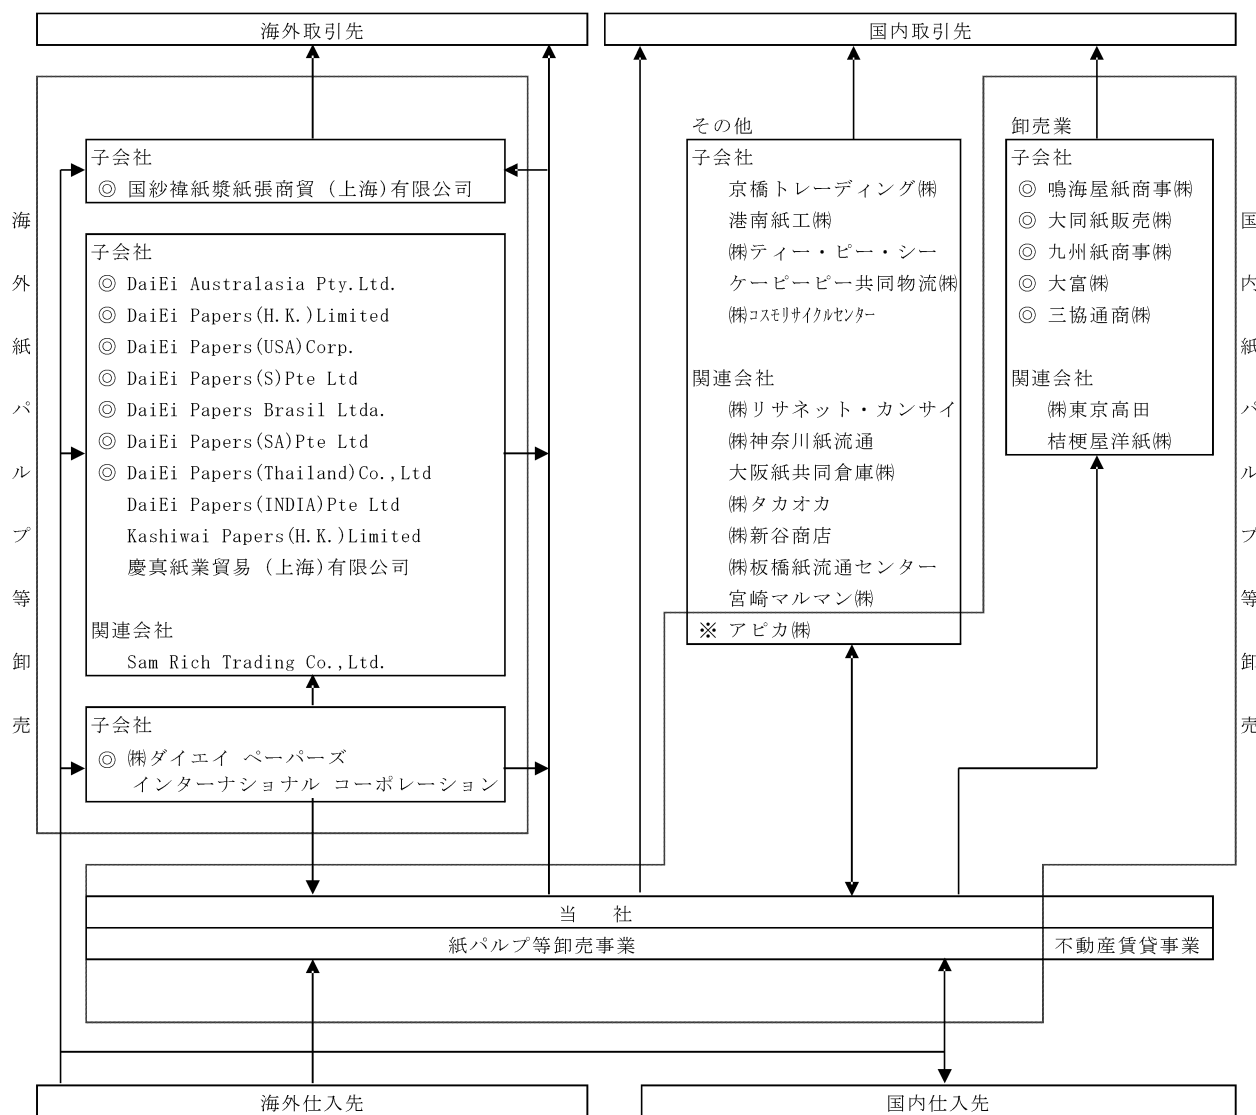 海外取引先
国内取引先
海外紙パルプ等卸売
子会社
◎ 国紗褘紙漿紙張商貿(上海)有限公司
子会社
◎ DaiEi Australasia Pty.Ltd.
◎ DaiEi Papers(H.K.)Limited
◎ DaiEi Papers(USA)Corp.
◎ DaiEi Papers(S)Pte Ltd
◎ DaiEi Papers Brasil Ltda.
◎ DaiEi Papers(SA)Pte Ltd
◎ DaiEi Papers(Thailand)Co.,Ltd
DaiEi Papers(INDIA)Pte Ltd
Kashiwai Papers(H.K.)Limited
慶真紙業貿易(上海)有限公司
関連会社
Sam Rich Trading Co.,Ltd.
子会社
◎ ㈱ダイエイ ペーパーズ
インターナショナル コーポレーション
その他
子会社
京橋トレーディング㈱
港南紙工㈱
㈱ティー・ピー・シー
ケーピーピー共同物流㈱
㈱コスモリサイクルセンター
関連会社
㈱リサネット・カンサイ
㈱神奈川紙流通
大阪紙共同倉庫㈱
㈱タカオカ
㈱新谷商店
㈱板橋紙流通センター
宮崎マルマン㈱
※ アピカ㈱
卸売業
子会社
◎ 鳴海屋紙商事㈱
◎ 大同紙販売㈱
◎ 九州紙商事㈱
◎ 大富㈱
◎ 三協通商㈱
関連会社
㈱東京高田
桔梗屋洋紙㈱
国内紙パルプ等卸売
当 社
紙パルプ等卸売事業
不動産賃貸事業
海外仕入先
国内仕入先